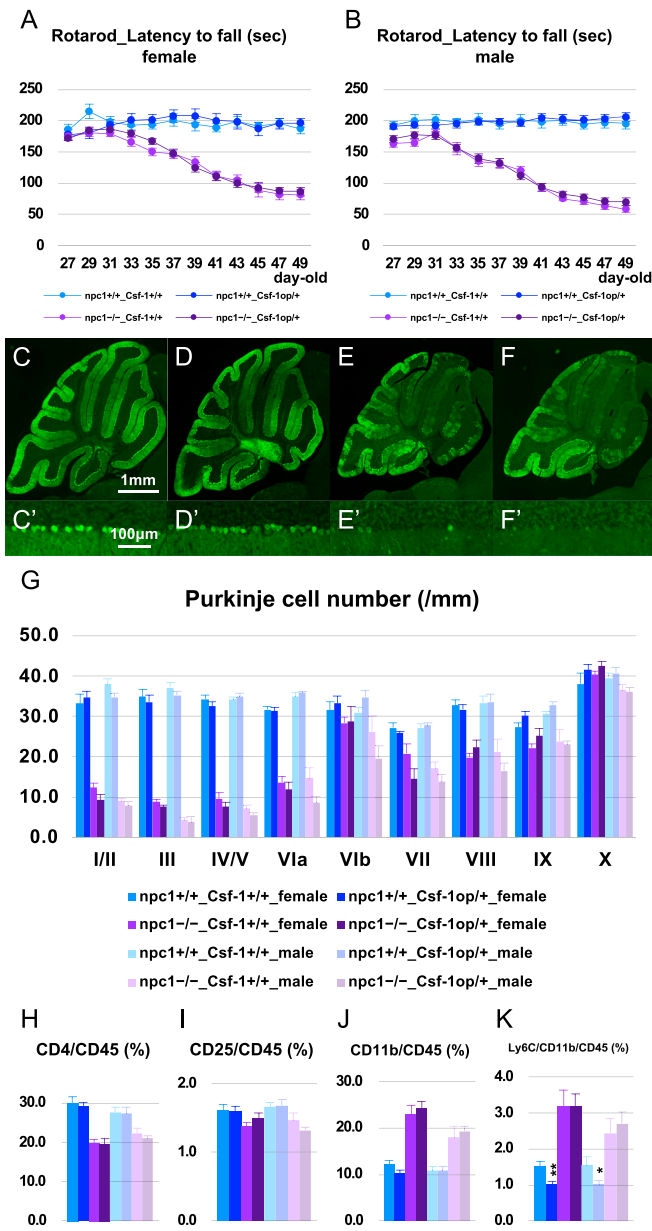 A
B
Rotarod_Latency to fall (sec)
female
Rotarod_Latency to fall (sec)
male
250
200
150
100
50
0
250
200
150
100
50
0
27 29 31 33 35 37 39 41 43 45 47 49
day-old
27 29 31 33 35 37 39 41 43 45 47 49
day-old
npc1+/+_Csf-1+/+
npc1+/+_Csf-1op/+
npc1−/−_Csf-1+/+
npc1−/−_Csf-1op/+
npc1+/+_Csf-1+/+
npc1+/+_Csf-1op/+
npc1−/−_Csf-1+/+
npc1−/−_Csf-1op/+
C
D
E
F
1mm
C'
D'
E'
F'
100μm
G
Purkinje cell number (/mm)
50.0
40.0
30.0
20.0
10.0
0.0
I/II III IV/V VIa VIb VII VIII IX X
npc1+/+_Csf-1+/+_female
npc1+/+_Csf-1op/+_female
npc1−/−_Csf-1+/+_female
npc1−/−_Csf-1op/+_female
npc1+/+_Csf-1+/+_male
npc1+/+_Csf-1op/+_male
npc1−/−_Csf-1+/+_male
npc1−/−_Csf-1op/+_male
H
CD4/CD45 (%)
30.0
20.0
10.0
0.0
I
CD25/CD45 (%)
2.0
1.0
0.0
J
CD11b/CD45 (%)
30.0
20.0
10.0
0.0
K
Ly6C/CD11b/CD45 (%)
4.0
3.0
2.0
1.0
0.0
**
*